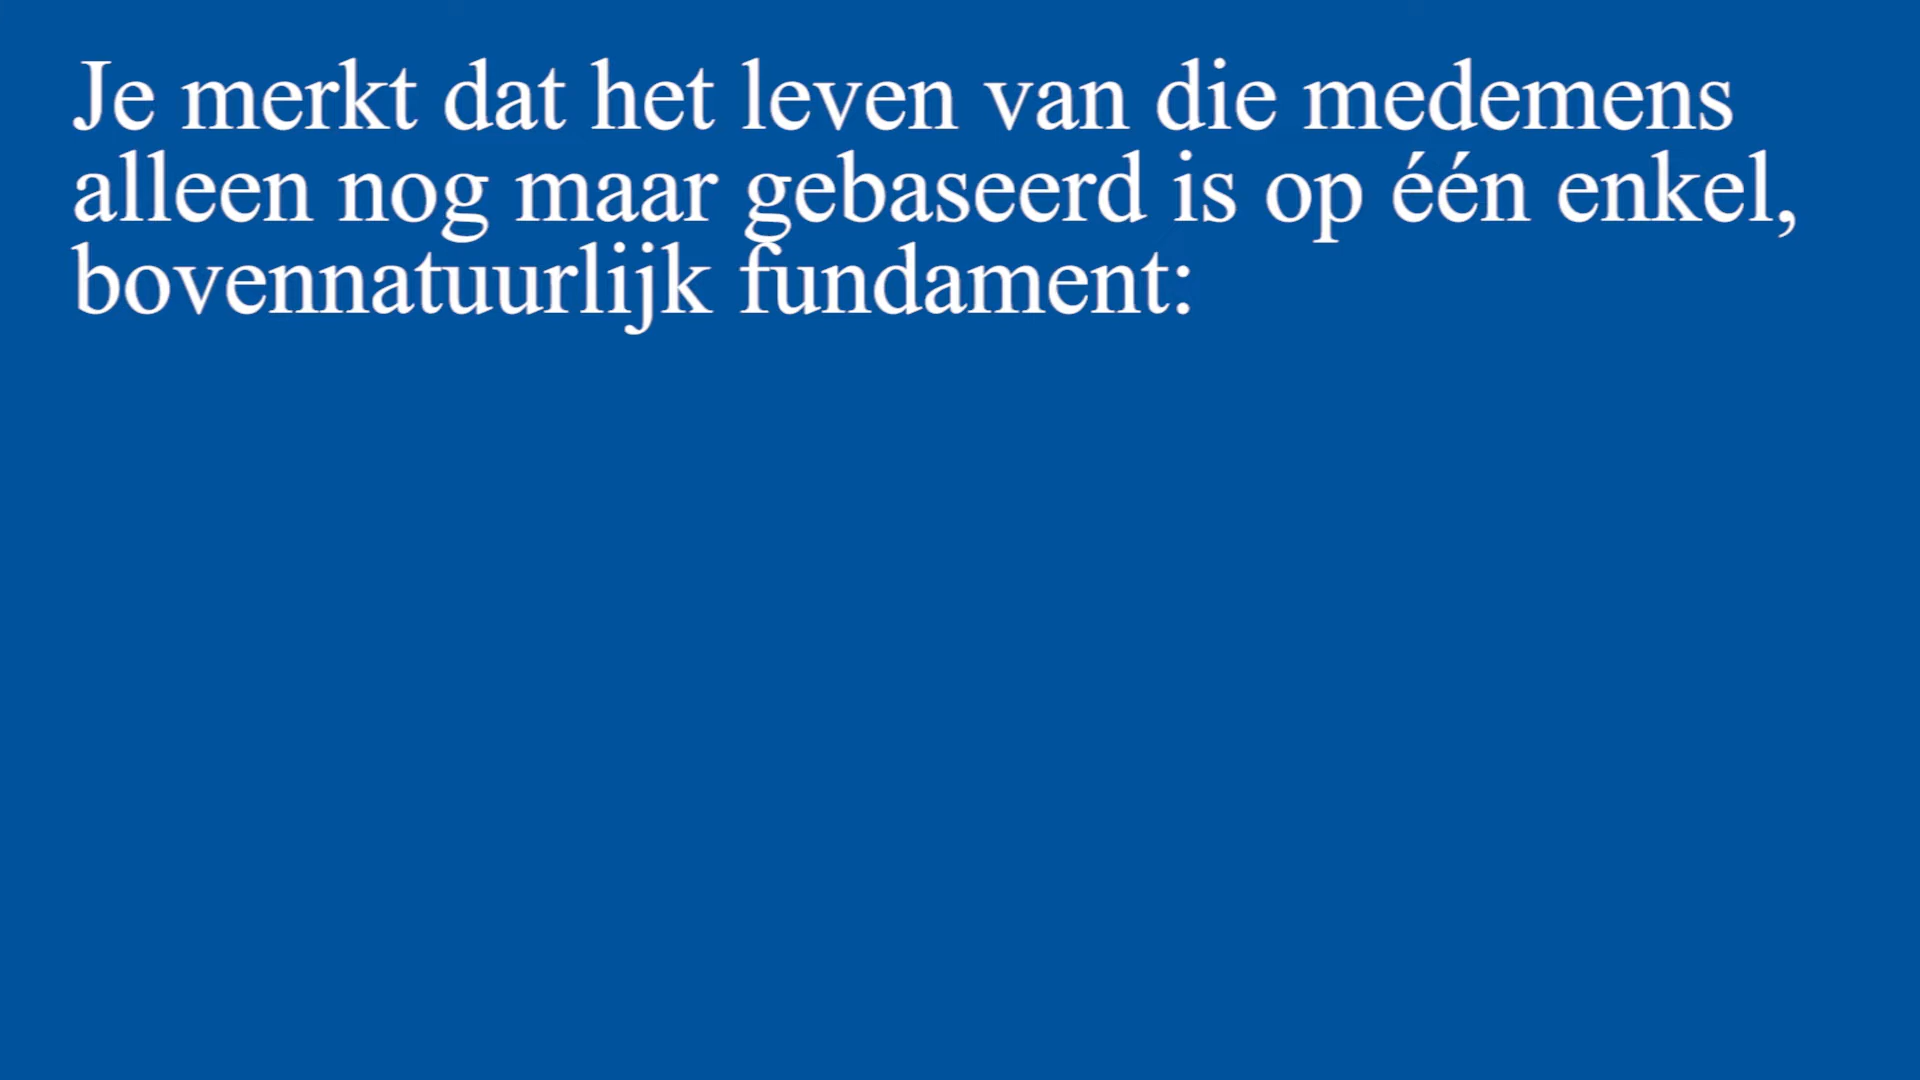 Je merkt dat het leven van die medemens
alleen nog maar gebaseerd is op één enkel,
bovennatuurlijk fundament: